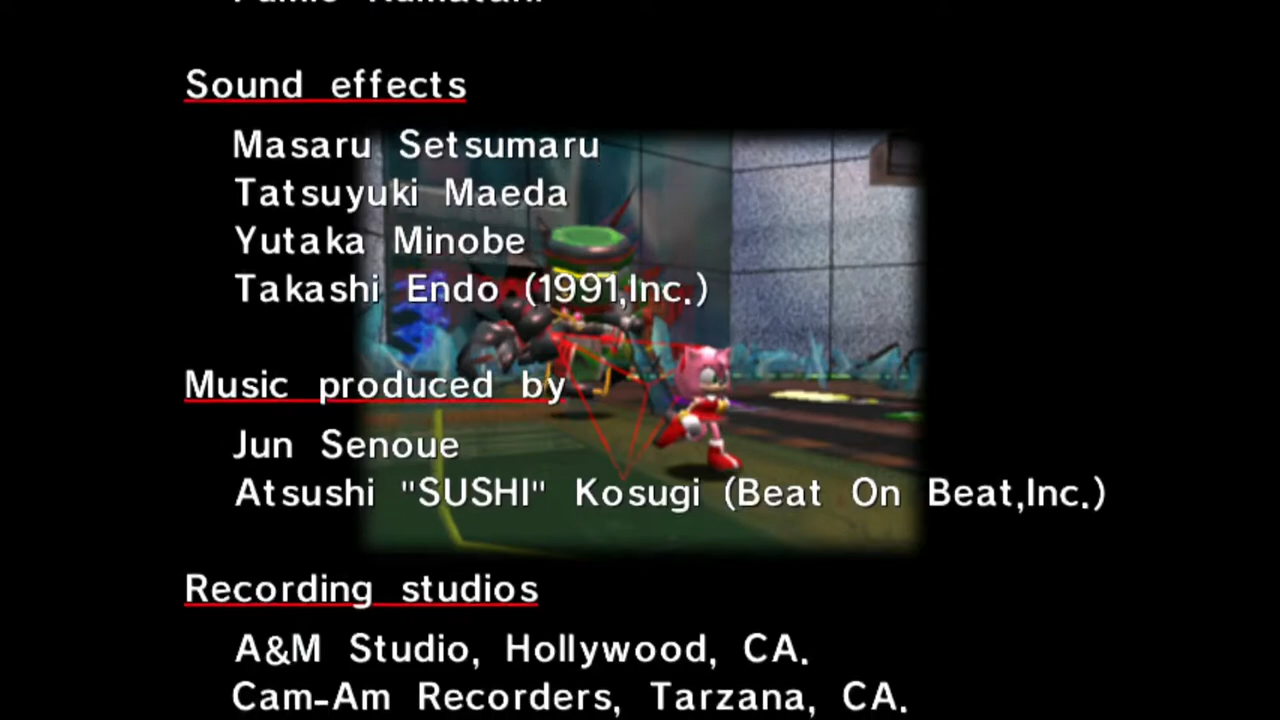 Sound effects
Masaru Setsumaru
Tatsuyuki Maeda
Yutaka Minobe
Takashi Endo (1991,Inc.)
Music produced by
Jun Senoue
Atsushi "SUSHI" Kosugi (Beat On Beat,Inc.)
Recording studios
A&M Studio, Hollywood, CA.
Cam-Am Recorders, Tarzana, CA.